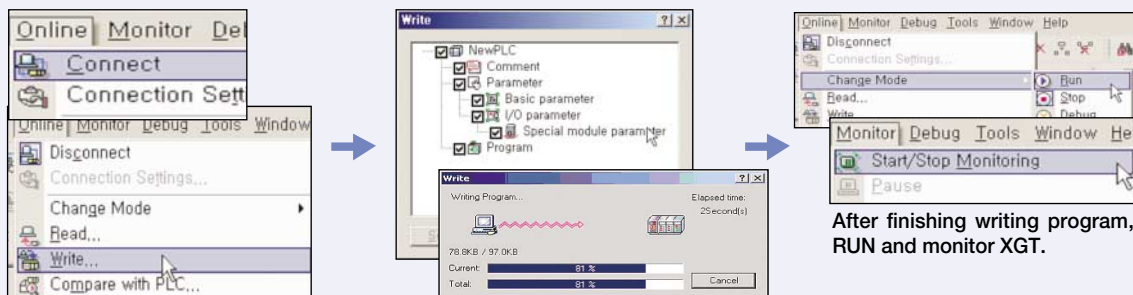 Online Monitor De
Connect
Connection Sett
Online Monitor Debug Tools Window
Disconnect
Connection Settings...
Change Mode
Read...
Write...
Compare with PLC...
Write
NewPLC
Comment
Parameter
Basic parameter
I/O parameter
Special module parameter
Program
Write
Writing Program...
Elapsed time:
2Second(s)
78.8KB / 97.0KB
Current: 81 %
Total: 81 %
Cancel
Online Monitor Debug Tools Window Help
Disconnect
Connection Settings...
Change Mode
Run
Read...
Stop
Write
Debug
Monitor Debug Tools Window He
Start/Stop Monitoring
Pause
After finishing writing program,
RUN and monitor XGT.